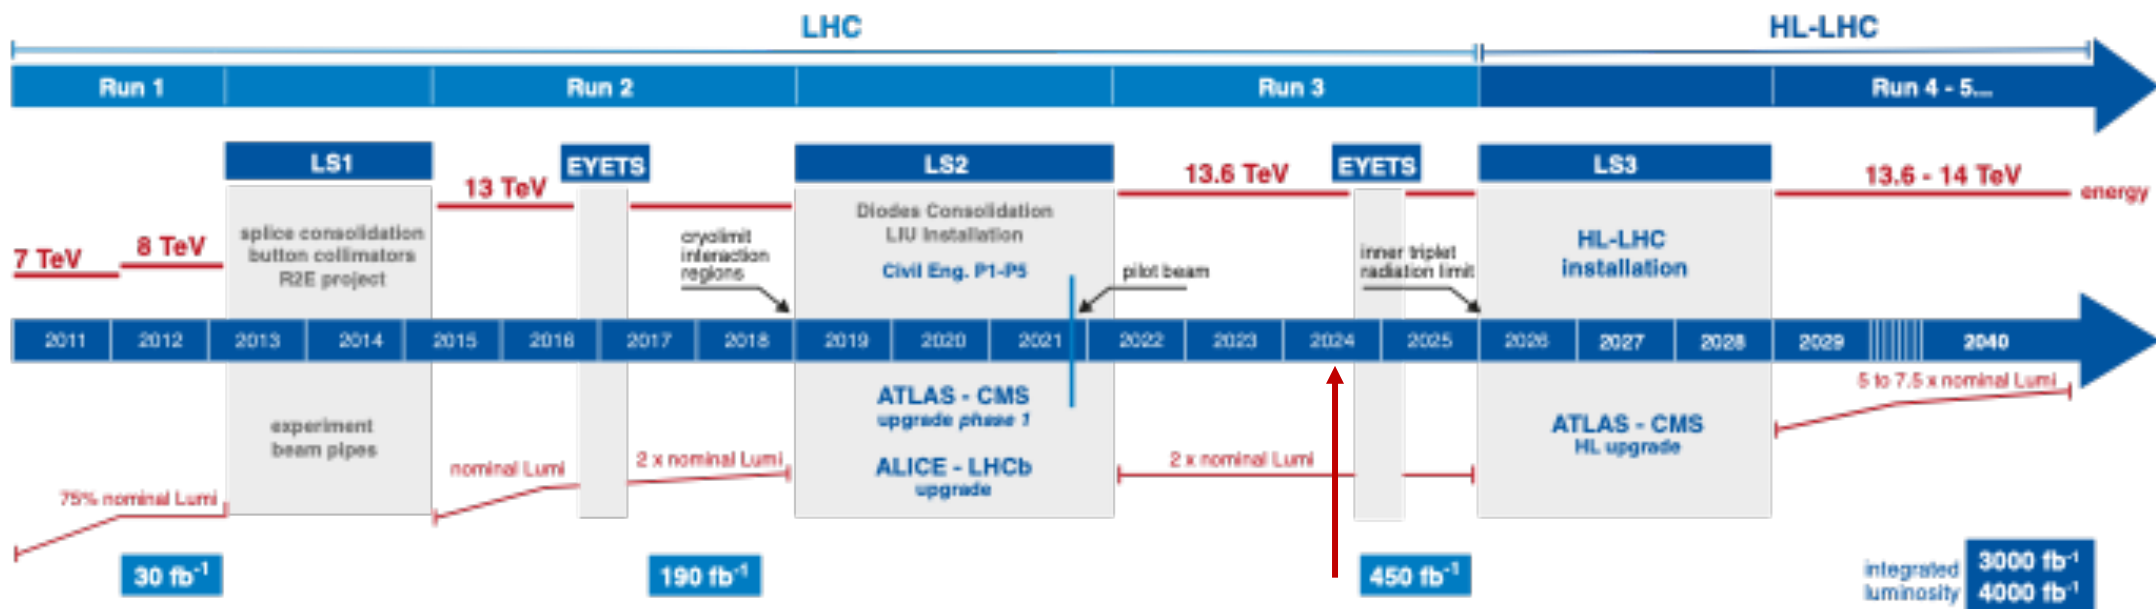 LHC
HL-LHC
Run 1
Run 2
Run 3
Run 4 - 5...
LS1
EYETS
LS2
EYETS
LS3
13 TeV
13.6 TeV
13.6 - 14 TeV
energy
7 TeV
8 TeV
splice consolidation
button collimators
R2E project
cryolimit
interaction
regions
Diodes Consolidation
LIU Installation
Civil Eng. P1-P5
pilot beam
inner triplet
radiation limit
HL-LHC
installation
2011
2012
2013
2014
2015
2016
2017
2018
2019
2020
2021
2022
2023
2024
2025
2026
2027
2028
2029
2040
5 to 7.5 x nominal Lumi
experiment
beam pipes
ATLAS - CMS
upgrade phase 1
ALICE - LHCb
upgrade
ATLAS - CMS
HL upgrade
75% nominal Lumi
nominal Lumi
2 x nominal Lumi
2 x nominal Lumi
30 fb⁻¹
190 fb⁻¹
450 fb⁻¹
integrated
luminosity
3000 fb⁻¹
4000 fb⁻¹